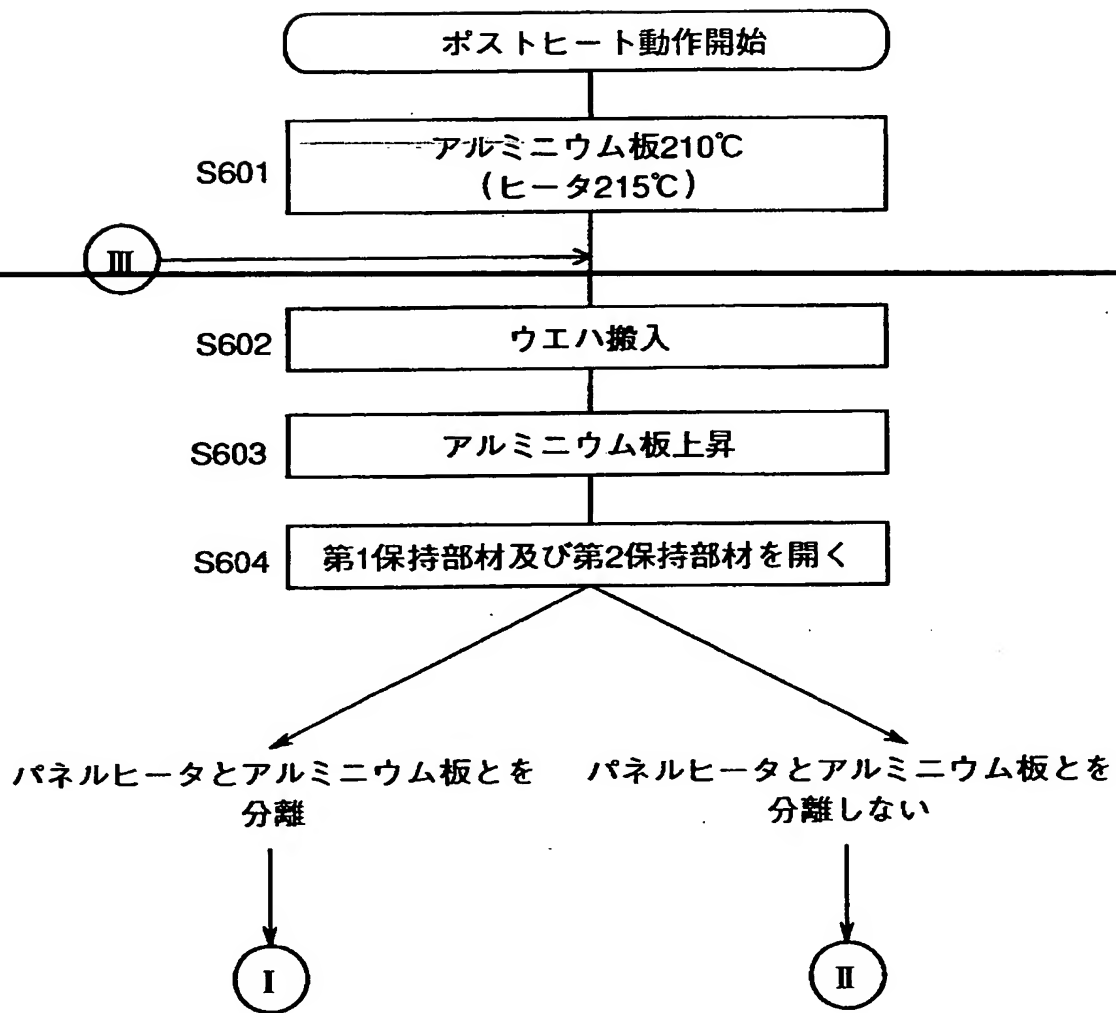 ポストヒート動作開始
S601
アルミニウム板210℃
(ヒータ215℃)
Ⅲ
S602
ウエハ搬入
S603
アルミニウム板上昇
S604
第1保持部材及び第2保持部材を開く
パネルヒータとアルミニウム板とを
分離
パネルヒータとアルミニウム板とを
分離しない
Ⅰ
Ⅱ